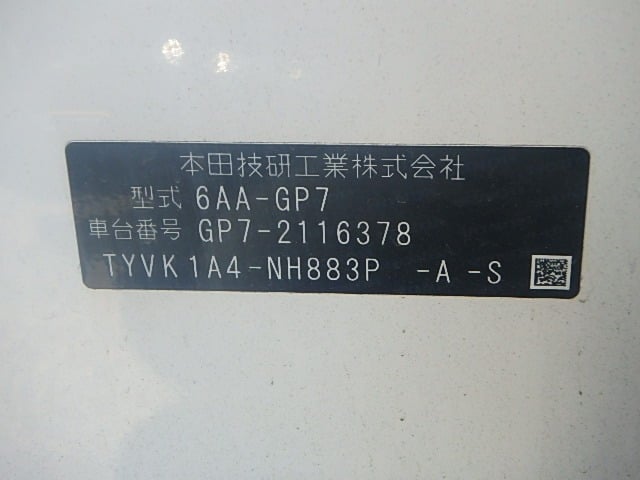 本田技研工業株式会社
型式 6AA-GP7
車台番号 GP7-2116378
TYVK1A4-NH883P -A -S